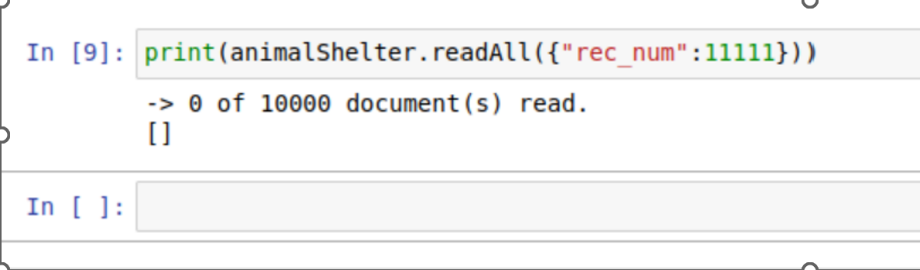 In [9]: print(animalShelter.readAll({"rec_num":11111}))
-> 0 of 10000 document(s) read.
[]
In [ ]: